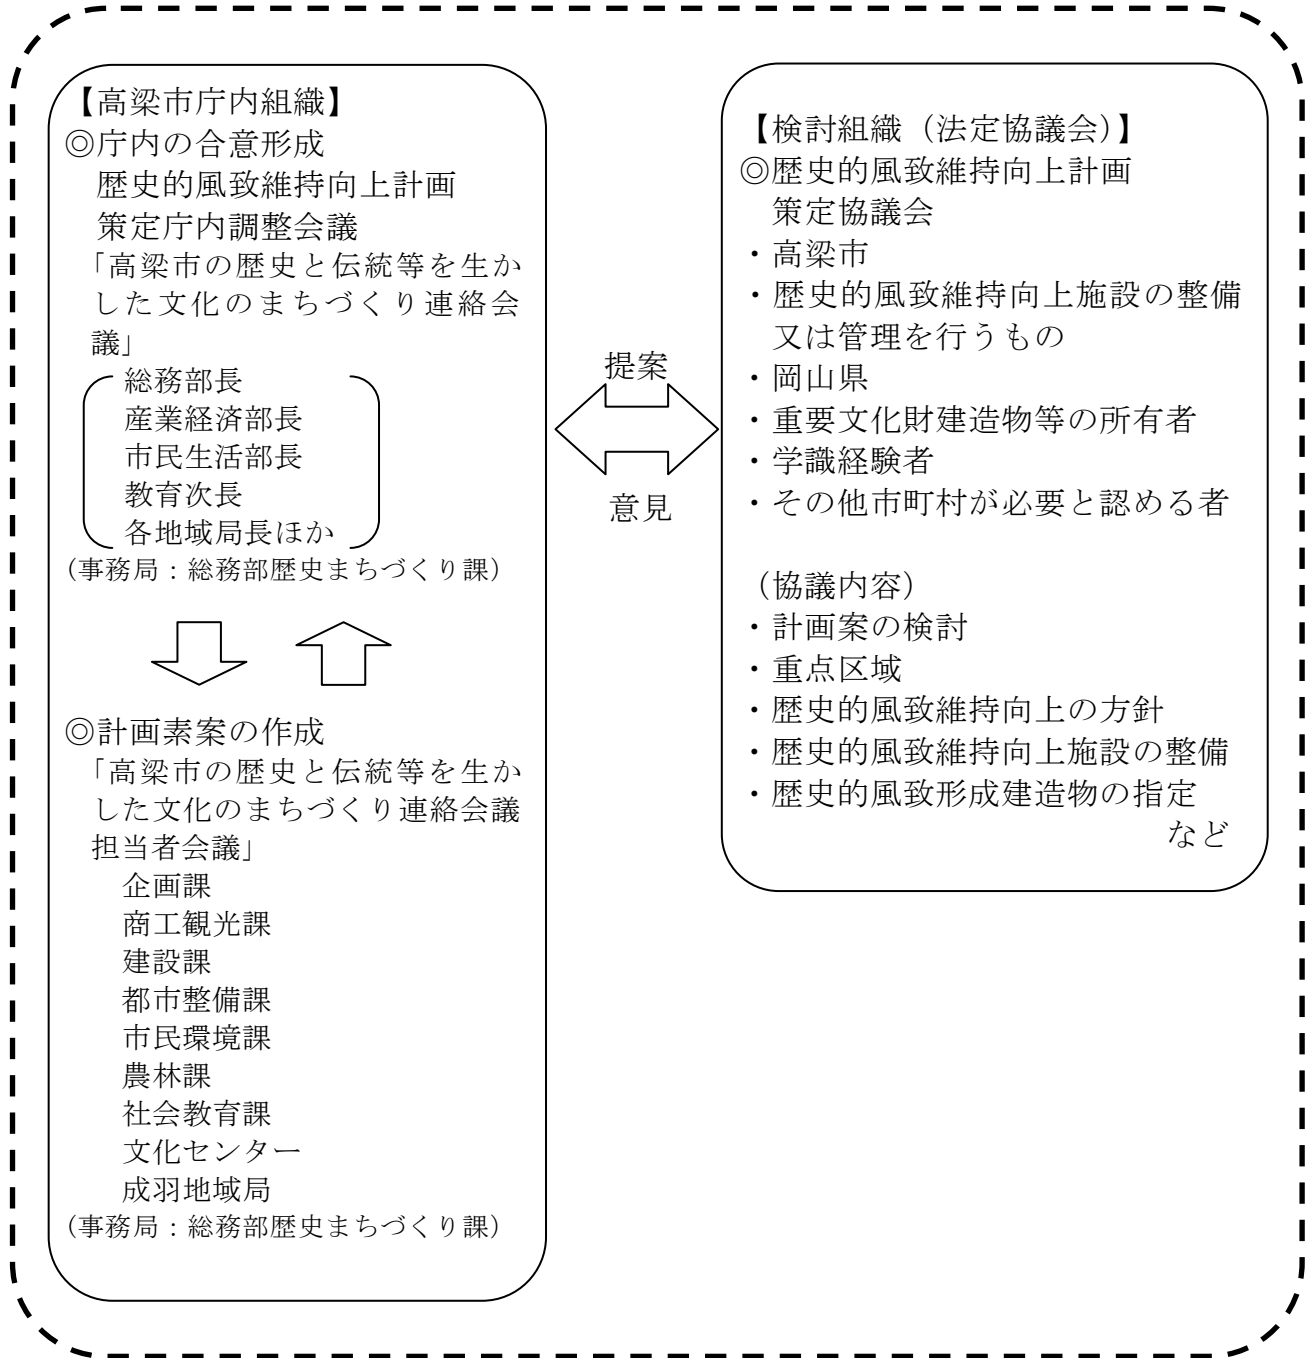 【高梁市庁内組織】
◎庁内の合意形成
歴史的風致維持向上計画
策定庁内調整会議
「高梁市の歴史と伝統等を生か
した文化のまちづくり連絡会
議」
総務部長
産業経済部長
市民生活部長
教育次長
各地域局長ほか
（事務局：総務部歴史まちづくり課）
◎計画素案の作成
「高梁市の歴史と伝統等を生か
した文化のまちづくり連絡会議
担当者会議」
企画課
商工観光課
建設課
都市整備課
市民環境課
農林課
社会教育課
文化センター
成羽地域局
（事務局：総務部歴史まちづくり課）
提案
意見
【検討組織（法定協議会）】
◎歴史的風致維持向上計画
策定協議会
・高梁市
・歴史的風致維持向上施設の整備
又は管理を行うもの
・岡山県
・重要文化財建造物等の所有者
・学識経験者
・その他市町村が必要と認める者
（協議内容）
・計画案の検討
・重点区域
・歴史的風致維持向上の方針
・歴史的風致維持向上施設の整備
・歴史的風致形成建造物の指定
など